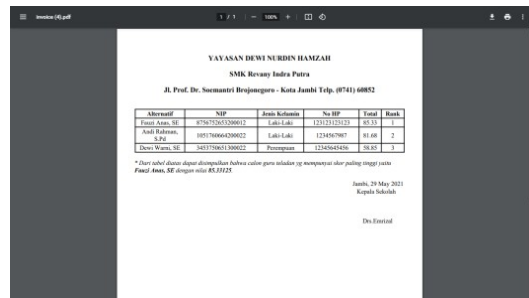 invoice (4).pdf
1 / 1 | − 100% +
YAYASAN DEWI NURDIN HAMZAH
SMK Revany Indra Putra
Jl. Prof. Dr. Soemantri Brojonegoro - Kota Jambi Telp. (0741) 60852
Alternatif NIP Jenis Kelamin No HP Total Rank
Fauzi Anas, SE 8756752653200012 Laki-Laki 123123123123 85.33 1
Andi Rahman, S.Pd 1051760664200022 Laki-Laki 1234567987 81.68 2
Dewi Warni, SE 3453750651300022 Perempuan 12345645456 58.85 3
* Dari tabel diatas dapat disimpulkan bahwa calon guru teladan yg mempunyai skor paling tinggi yaitu
Fauzi Anas, SE dengan nilai 85.33125
Jambi, 29 May 2021
Kepala Sekolah
Drs.Emrizal